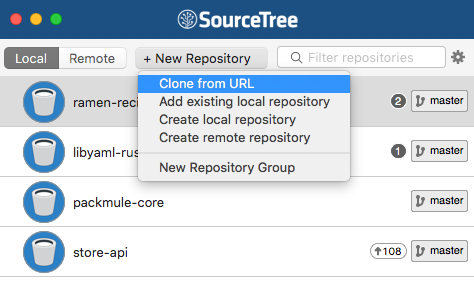 SourceTree
Local Remote + New Repository Filter repositories
Clone from URL
Add existing local repository
Create local repository
Create remote repository
New Repository Group
ramen-reci 2 master
libyaml-rus 1 master
packmule-core master
store-api 108 master